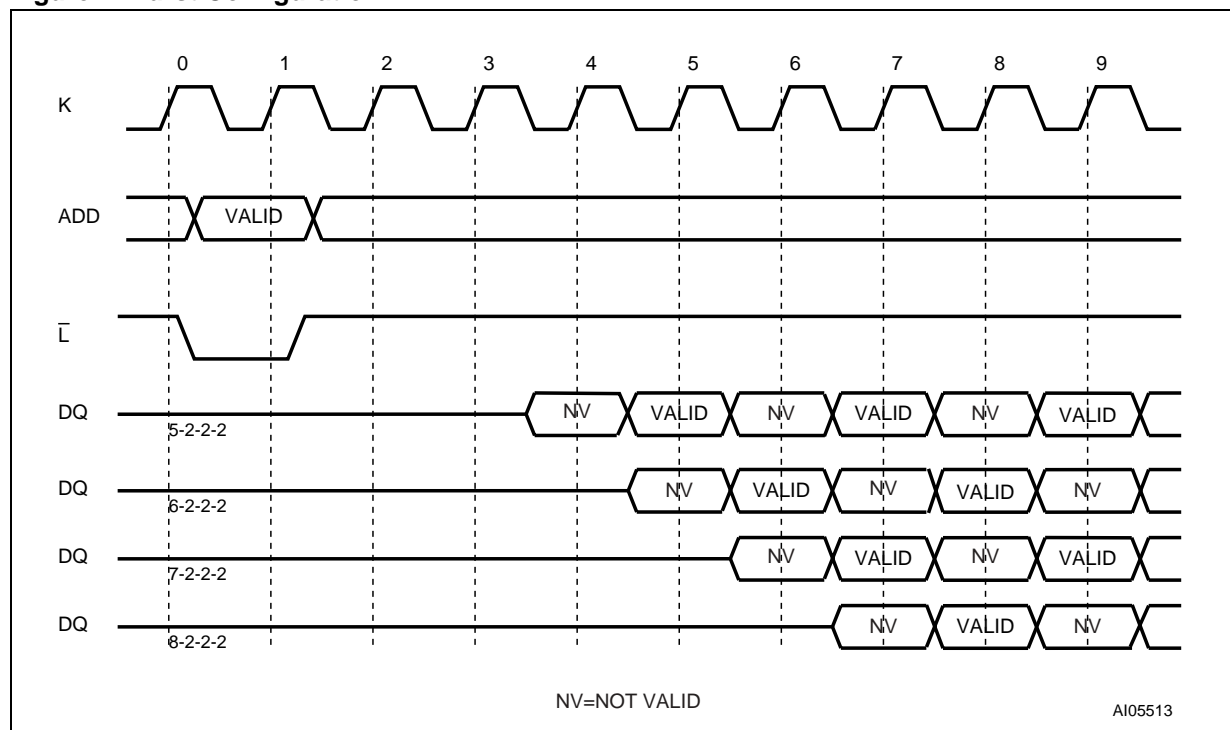 0 1 2 3 4 5 6 7 8 9
K
ADD VALID
L̅
DQ NV VALID NV VALID NV VALID
5-2-2-2
DQ NV VALID NV VALID NV
6-2-2-2
DQ NV VALID NV VALID
7-2-2-2
DQ NV VALID NV
8-2-2-2
NV=NOT VALID
AI05513